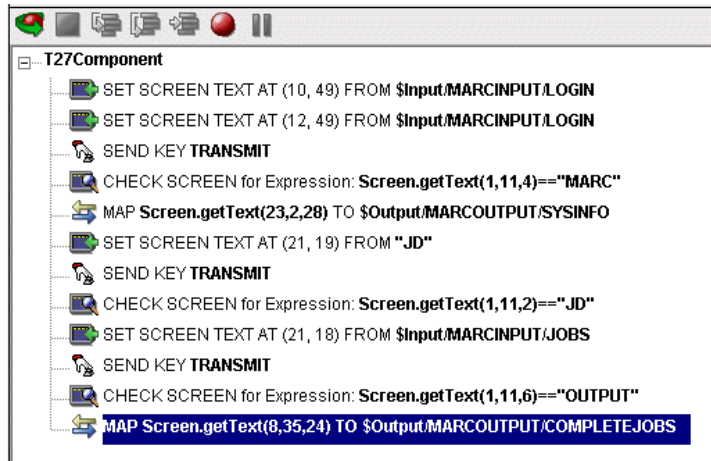 T27Component
SET SCREEN TEXT AT (10, 49) FROM $Input/MARCINPUT/LOGIN
SET SCREEN TEXT AT (12, 49) FROM $Input/MARCINPUT/LOGIN
SEND KEY TRANSMIT
CHECK SCREEN for Expression: Screen.getText(1,11,4)=="MARC"
MAP Screen.getText(23,2,28) TO $Output/MARCOUTPUT/SYSINFO
SET SCREEN TEXT AT (21, 19) FROM "JD"
SEND KEY TRANSMIT
CHECK SCREEN for Expression: Screen.getText(1,11,2)=="JD"
SET SCREEN TEXT AT (21, 18) FROM $Input/MARCINPUT/JOBS
SEND KEY TRANSMIT
CHECK SCREEN for Expression: Screen.getText(1,11,6)=="OUTPUT"
MAP Screen.getText(8,35,24) TO $Output/MARCOUTPUT/COMPLETEJOBS